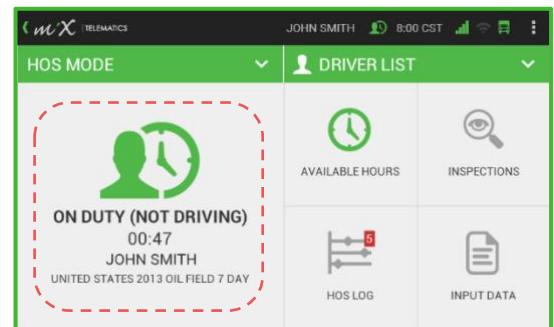 miX TELEMATICS JOHN SMITH 8:00 CST
HOS MODE
DRIVER LIST
ON DUTY (NOT DRIVING)
00:47
JOHN SMITH
UNITED STATES 2013 OIL FIELD 7 DAY
AVAILABLE HOURS
INSPECTIONS
5
HOS LOG
INPUT DATA